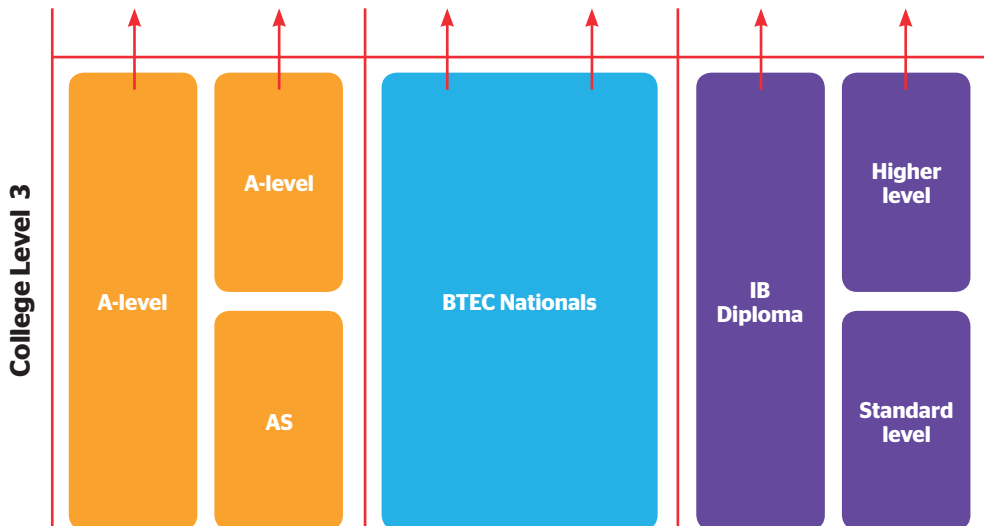 College Level 3
A-level
A-level
AS
BTEC Nationals
IB
Diploma
Higher
level
Standard
level